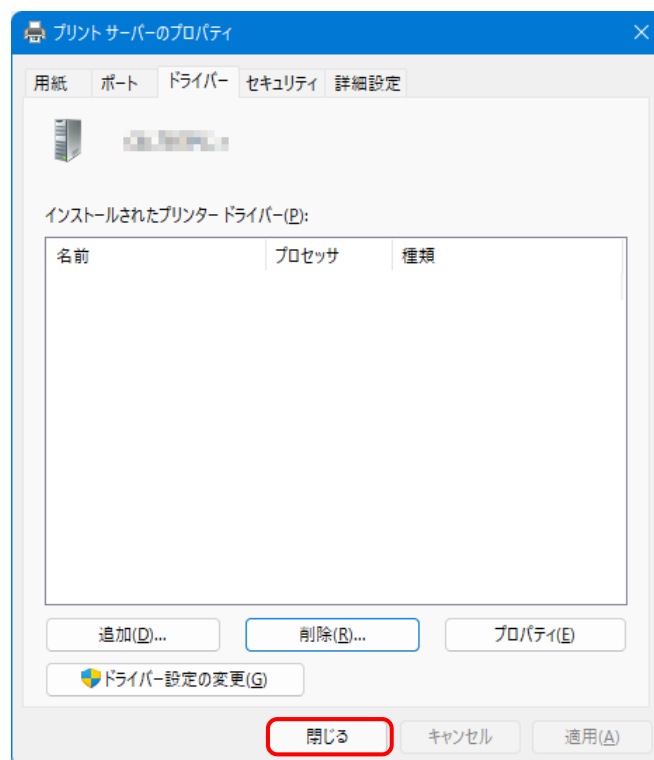 プリント サーバーのプロパティ
用紙 ポート ドライバー セキュリティ 詳細設定
インストールされたプリンター ドライバー(P):
名前 プロセッサ 種類
追加(D)... 削除(R)... プロパティ(E)
ドライバー設定の変更(G)
閉じる キャンセル 適用(A)